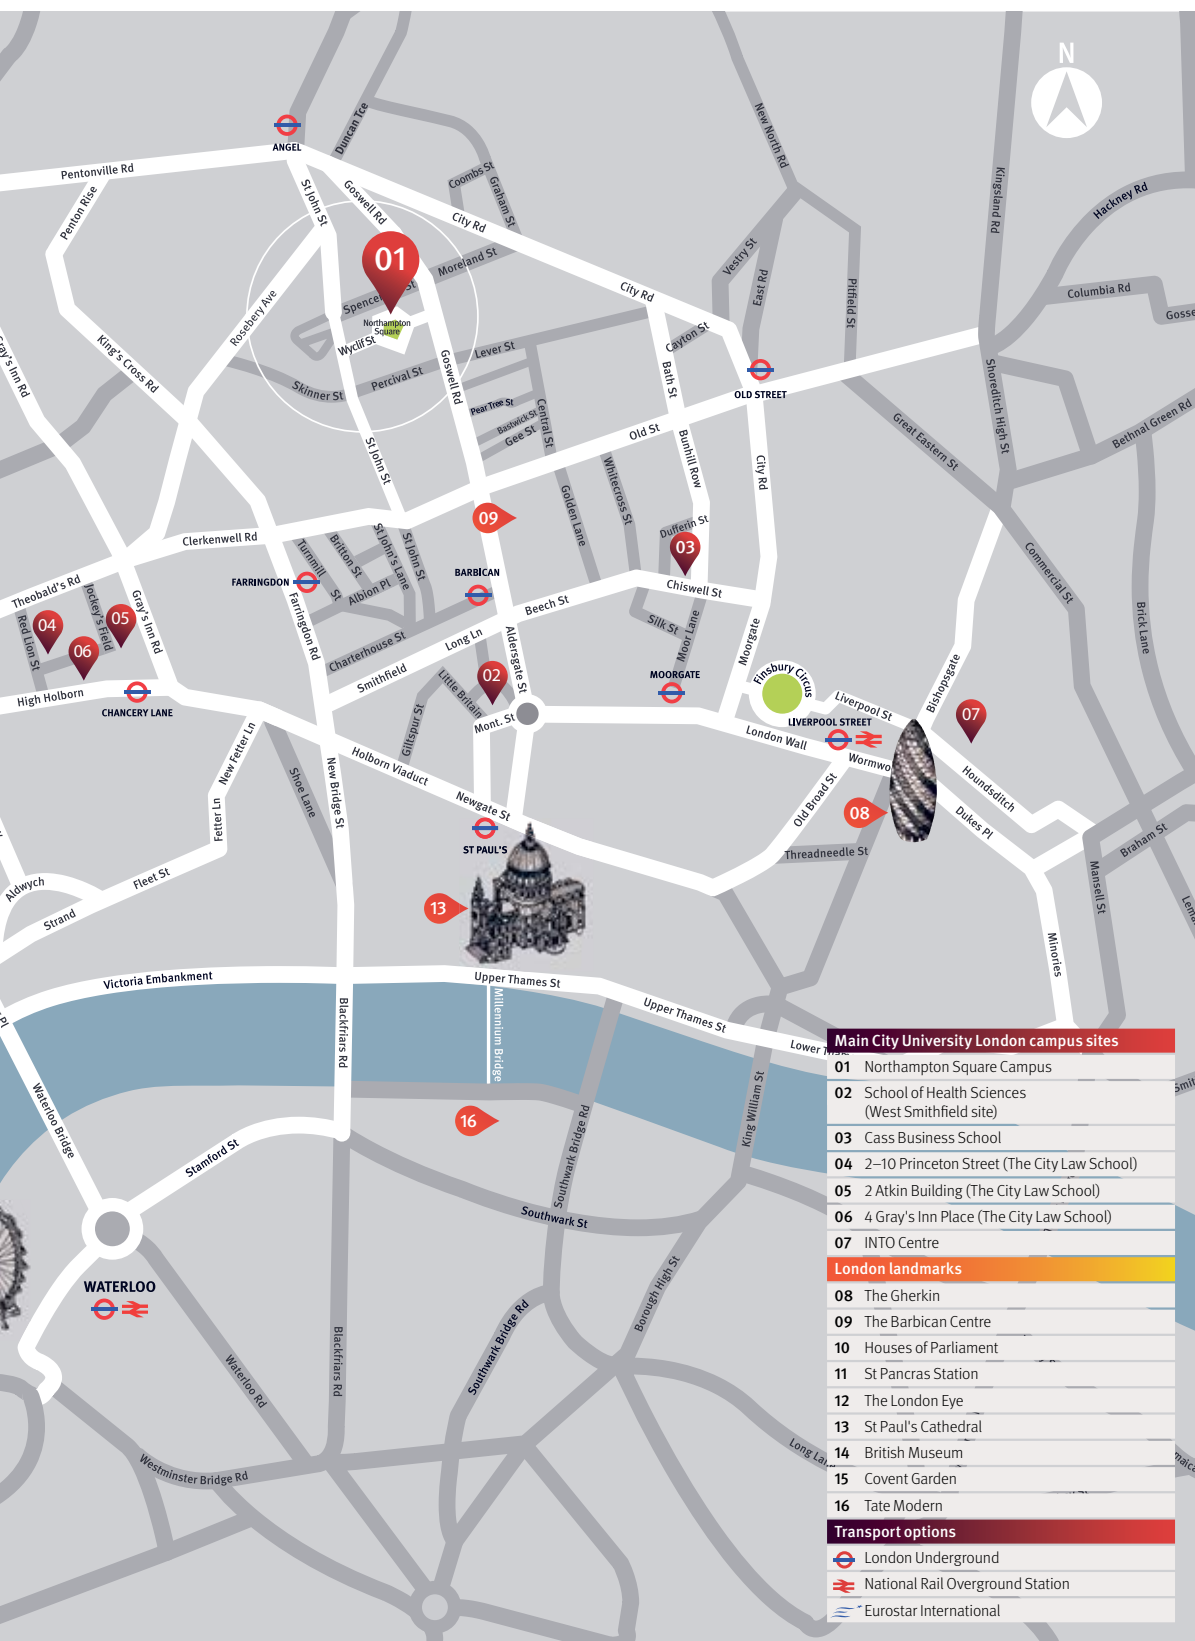 N
ANGEL
Pentonville Rd
Penton Rise
St John St
Goswell Rd
Duncan Tce
Coombs St
Graham St
City Rd
Moreland St
New North Rd
Kingsland Rd
Hackney Rd
Vestry St
East Rd
Pitfield St
Columbia Rd
01
Northampton
Square
Wyclif St
Rosebery Ave
King's Cross Rd
City Rd
Cayton St
Lever St
Percival St
Skinner St
Goswell Rd
Pear Tree St
Bastwick St
Gee St
Central St
Bath St
OLD STREET
Shoreditch High St
Bethnal Green Rd
Great Eastern St
Old St
Bunhill Row
City Rd
St John St
Golden Lane
Whitecross St
09
Clerkenwell Rd
Turnmill St
Britton St
St John's Lane
St John St
Albion Pl
FARRINGDON
BARBICAN
Dufferin St
03
Chiswell St
Commercial St
Brick Lane
Theobald's Rd
Jockey's Field
Red Lion St
04
05
06
Gray's Inn Rd
Farringdon Rd
Charterhouse St
Smithfield
Long Ln
Beech St
Aldersgate St
Silk St
Moor Lane
Moorgate
MOORGATE
Finsbury Circus
Liverpool St
LIVERPOOL STREET
Bishopsgate
07
High Holborn
CHANCERY LANE
02
Little Britain
Mont. St
Giltspur St
London Wall
Houndsditch
Dukes Pl
08
Old Broad St
Threadneedle St
Braham St
Mansell St
Minories
New Fetter Ln
Fetter Ln
Shoe Lane
New Bridge St
Holborn Viaduct
Newgate St
ST PAUL'S
13
Aldwych
Strand
Fleet St
Victoria Embankment
Upper Thames St
Upper Thames St
Blackfriars Rd
Millennium Bridge
Waterloo Bridge
Stamford St
16
Southwark Bridge Rd
King William St
Southwark St
Borough High St
WATERLOO
Waterloo Rd
Blackfriars Rd
Southwark Bridge Rd
Westminster Bridge Rd
Main City University London campus sites
01 Northampton Square Campus
02 School of Health Sciences
(West Smithfield site)
03 Cass Business School
04 2–10 Princeton Street (The City Law School)
05 2 Atkin Building (The City Law School)
06 4 Gray's Inn Place (The City Law School)
07 INTO Centre
London landmarks
08 The Gherkin
09 The Barbican Centre
10 Houses of Parliament
11 St Pancras Station
12 The London Eye
13 St Paul's Cathedral
14 British Museum
15 Covent Garden
16 Tate Modern
Transport options
London Underground
National Rail Overground Station
Eurostar International